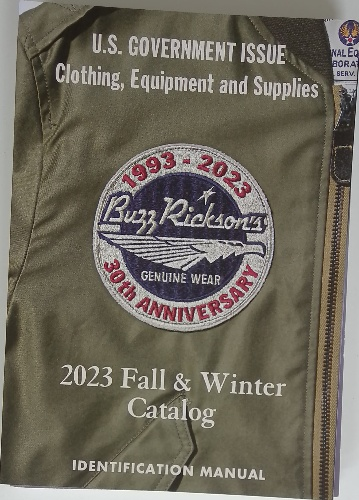 U.S. GOVERNMENT ISSUE
Clothing, Equipment and Supplies
1993 - 2023
Buzz Rickson's
GENUINE WEAR
30th ANNIVERSARY
2023 Fall & Winter
Catalog
IDENTIFICATION MANUAL
SERV.